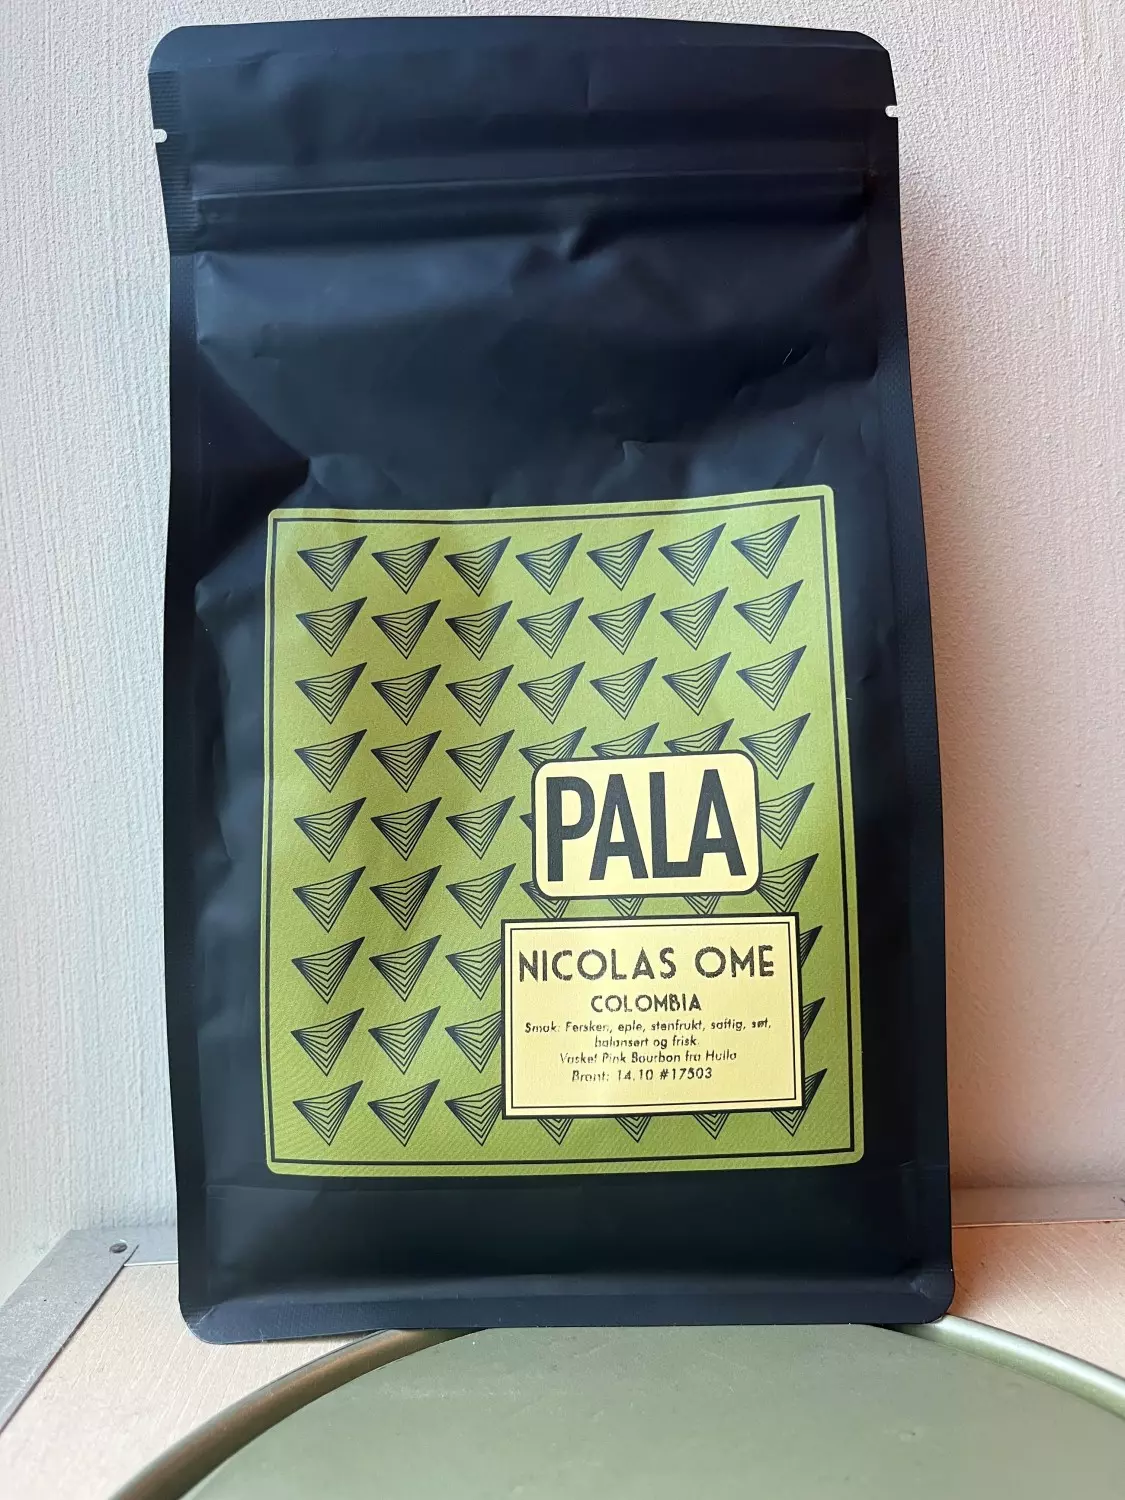 PALA
NICOLAS OME
COLOMBIA
Smak: Fersken, eple, stenfrukt, saftig, søt,
balansert og frisk.
Vasket Pink Bourbon fra Huila
Brent: 14.10 #17503